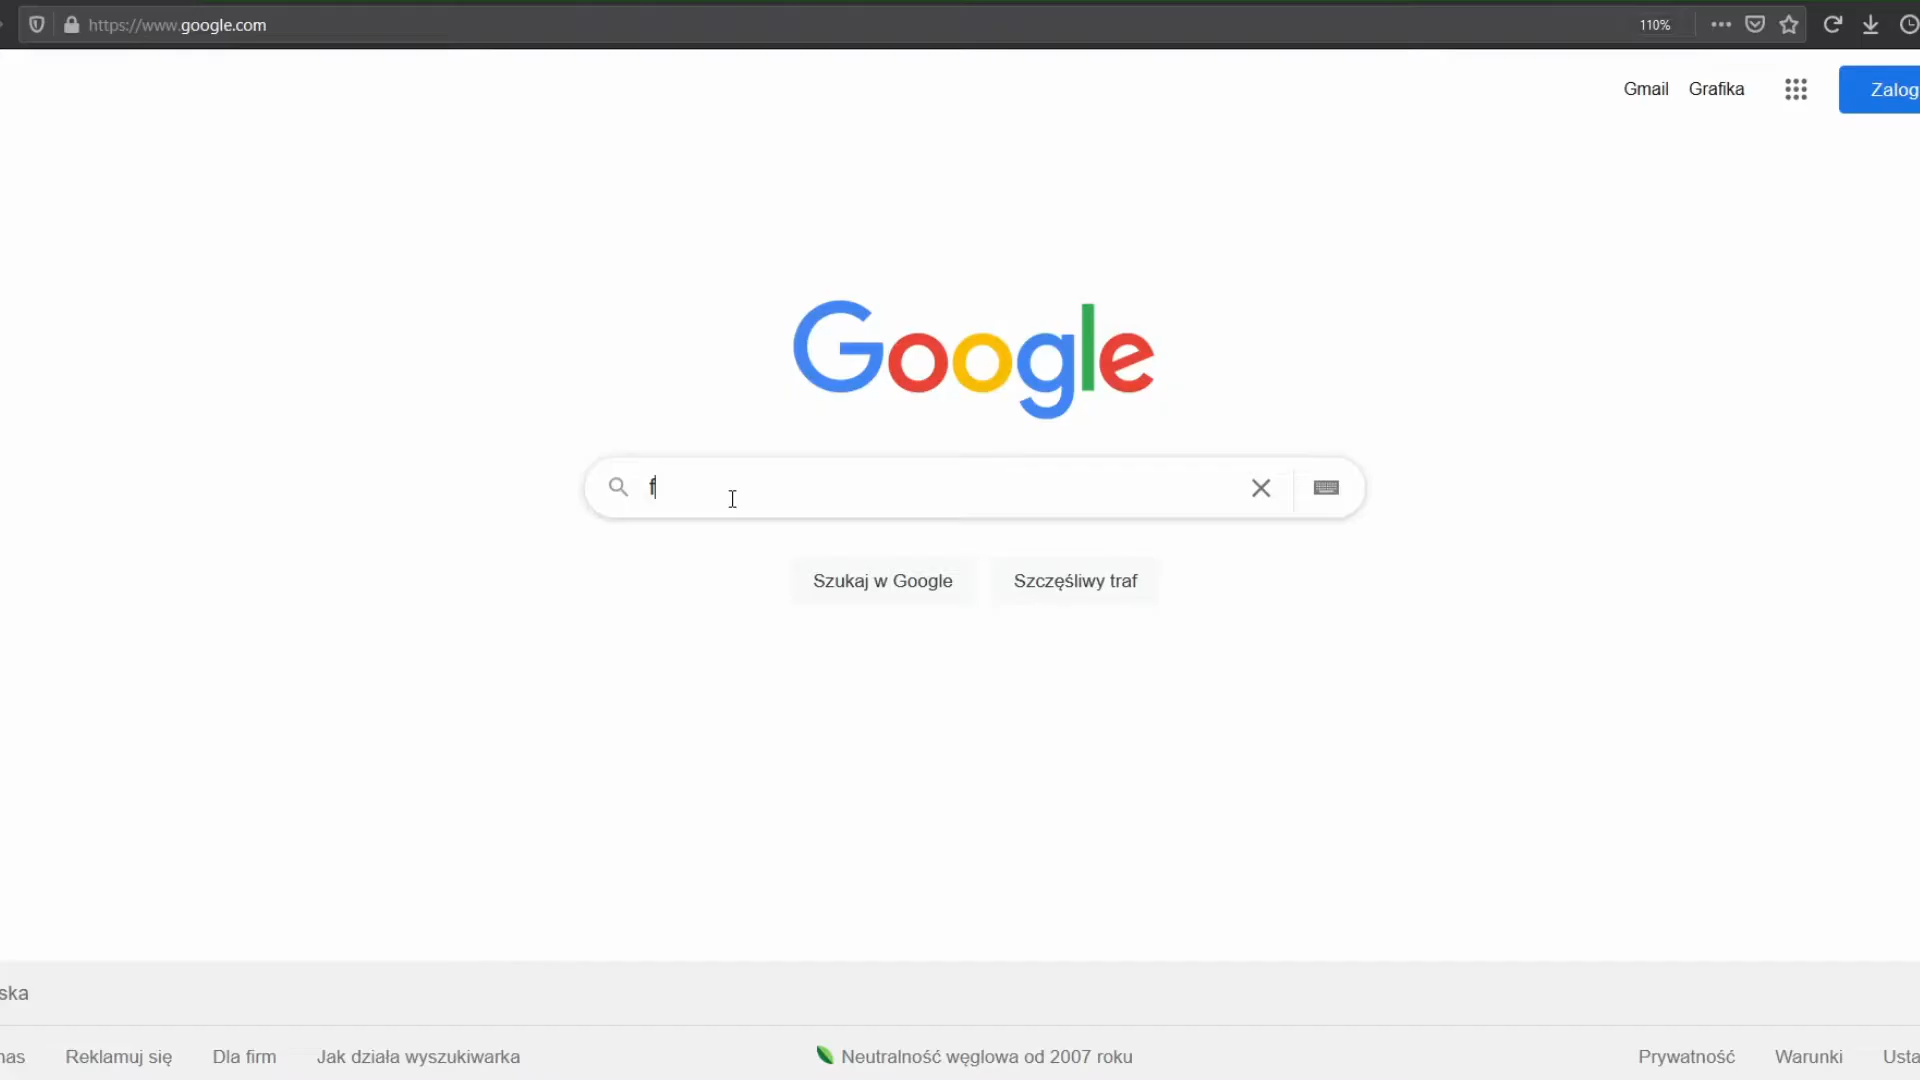 https://www.google.com
110%
Gmail
Grafika
Zalog
Google
f
Szukaj w Google
Szczęśliwy traf
ska
nas
Reklamuj się
Dla firm
Jak działa wyszukiwarka
Neutralność węglowa od 2007 roku
Prywatność
Warunki
Usta